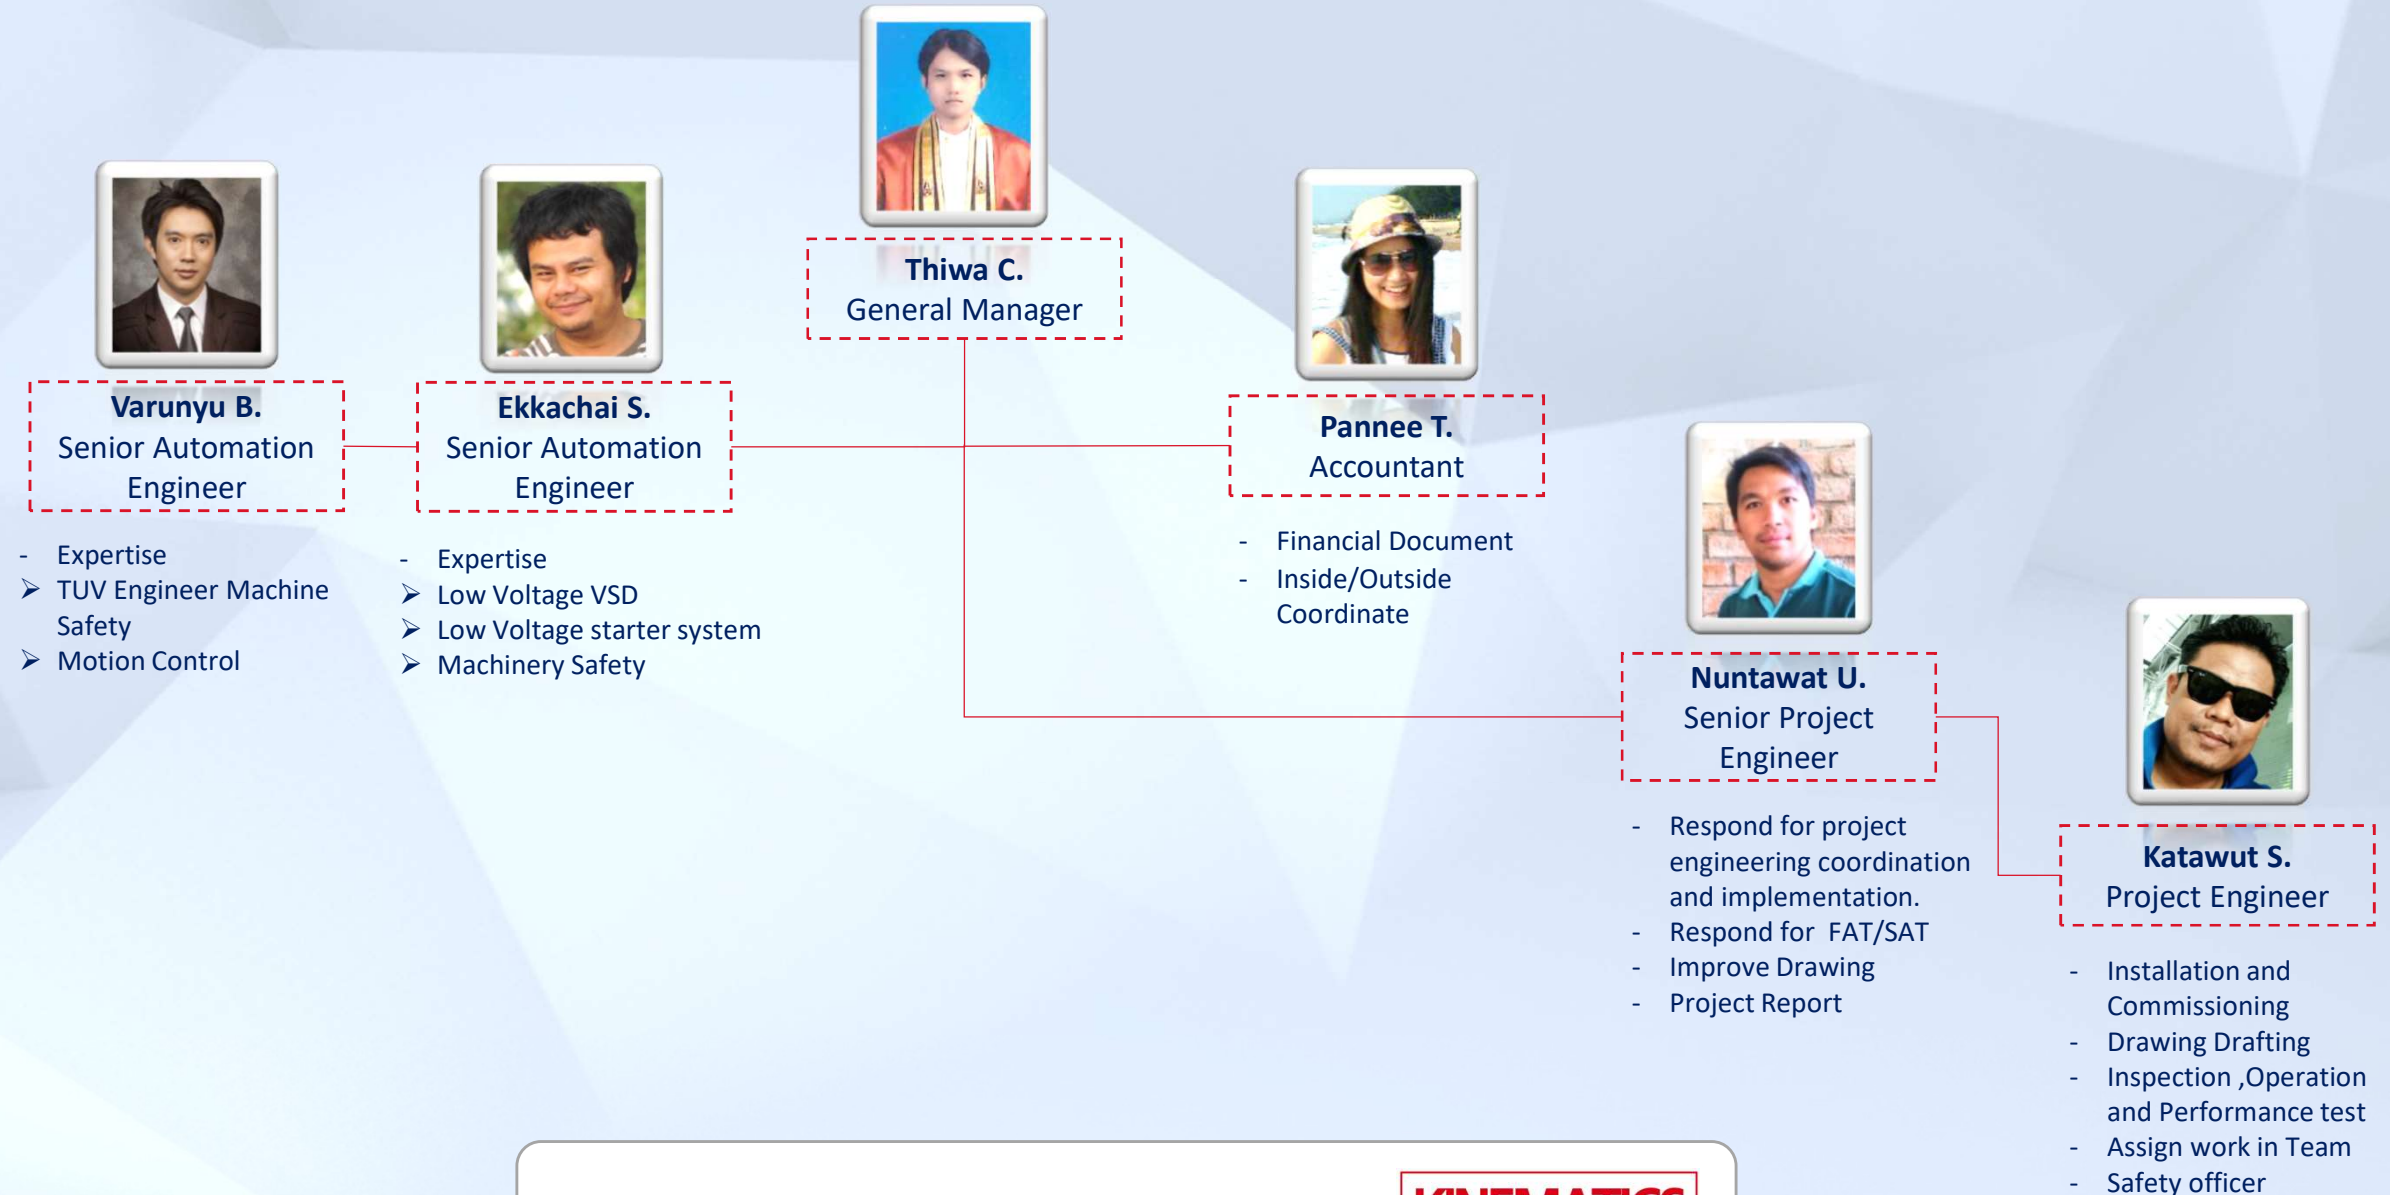 Thiwa C.
General Manager
Varunyu B.
Senior Automation
Engineer
- Expertise
➢ TUV Engineer Machine
Safety
➢ Motion Control
Ekkachai S.
Senior Automation
Engineer
- Expertise
➢ Low Voltage VSD
➢ Low Voltage starter system
➢ Machinery Safety
Pannee T.
Accountant
- Financial Document
- Inside/Outside
Coordinate
Nuntawat U.
Senior Project
Engineer
- Respond for project
engineering coordination
and implementation.
- Respond for  FAT/SAT
- Improve Drawing
- Project Report
Katawut S.
Project Engineer
- Installation and
Commissioning
- Drawing Drafting
- Inspection ,Operation
and Performance test
- Assign work in Team
- Safety officer
KINEMATICS